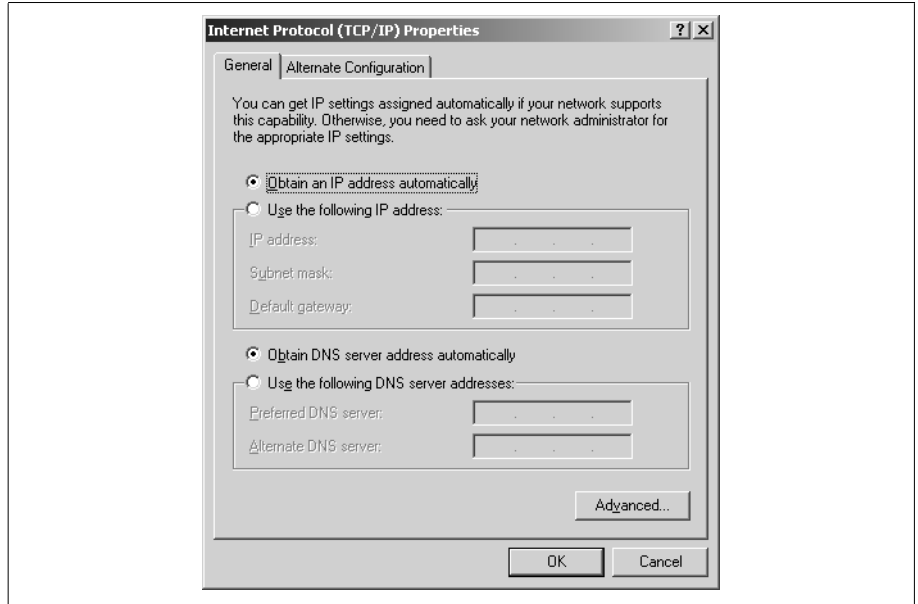 Internet Protocol (TCP/IP) Properties
General
Alternate Configuration
You can get IP settings assigned automatically if your network supports
this capability. Otherwise, you need to ask your network administrator for
the appropriate IP settings.
Obtain an IP address automatically
Use the following IP address:
IP address:
Subnet mask:
Default gateway:
Obtain DNS server address automatically
Use the following DNS server addresses:
Preferred DNS server:
Alternate DNS server:
Advanced...
OK
Cancel